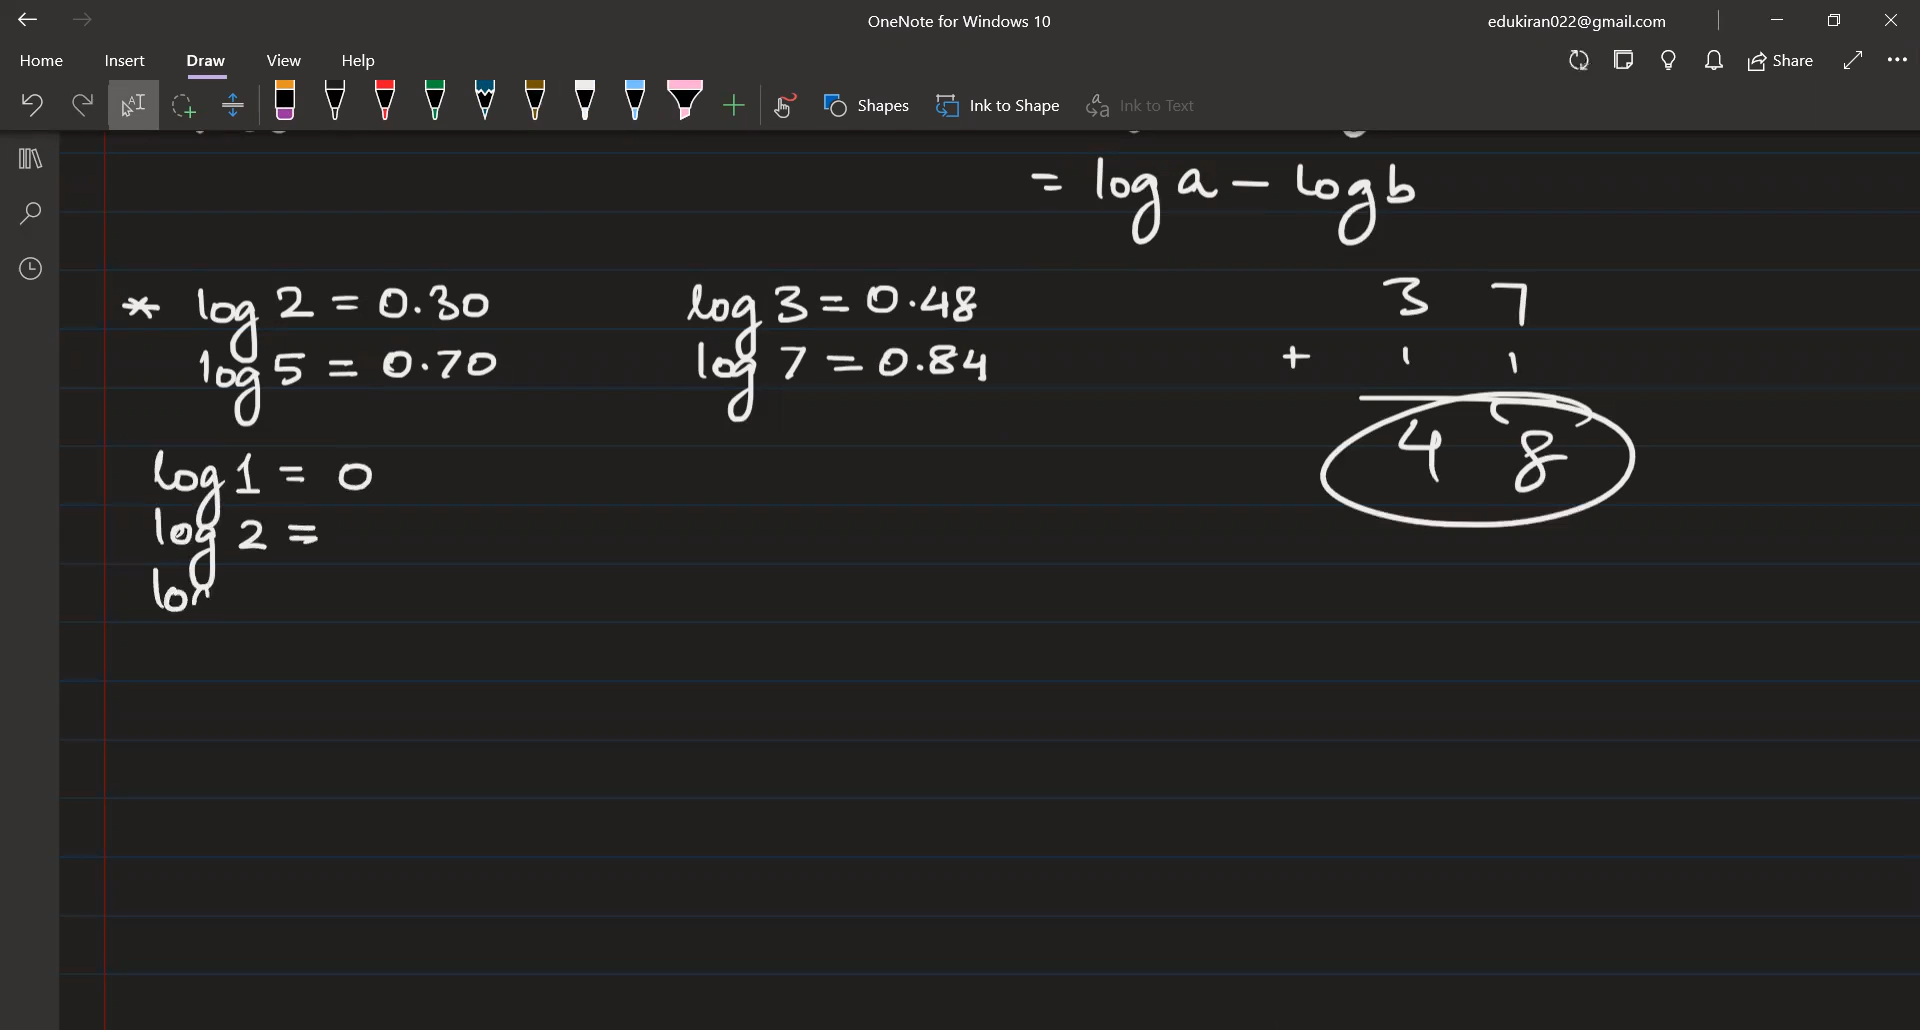 OneNote for Windows 10
edukiran022@gmail.com
Home Insert Draw View Help
Share
Shapes Ink to Shape Ink to Text
= log a - log b
* log 2 = 0.30 log 3 = 0.48 3 7
log 5 = 0.70 log 7 = 0.84 + 1 1
4 8
log 1 = 0
log 2 =
lo